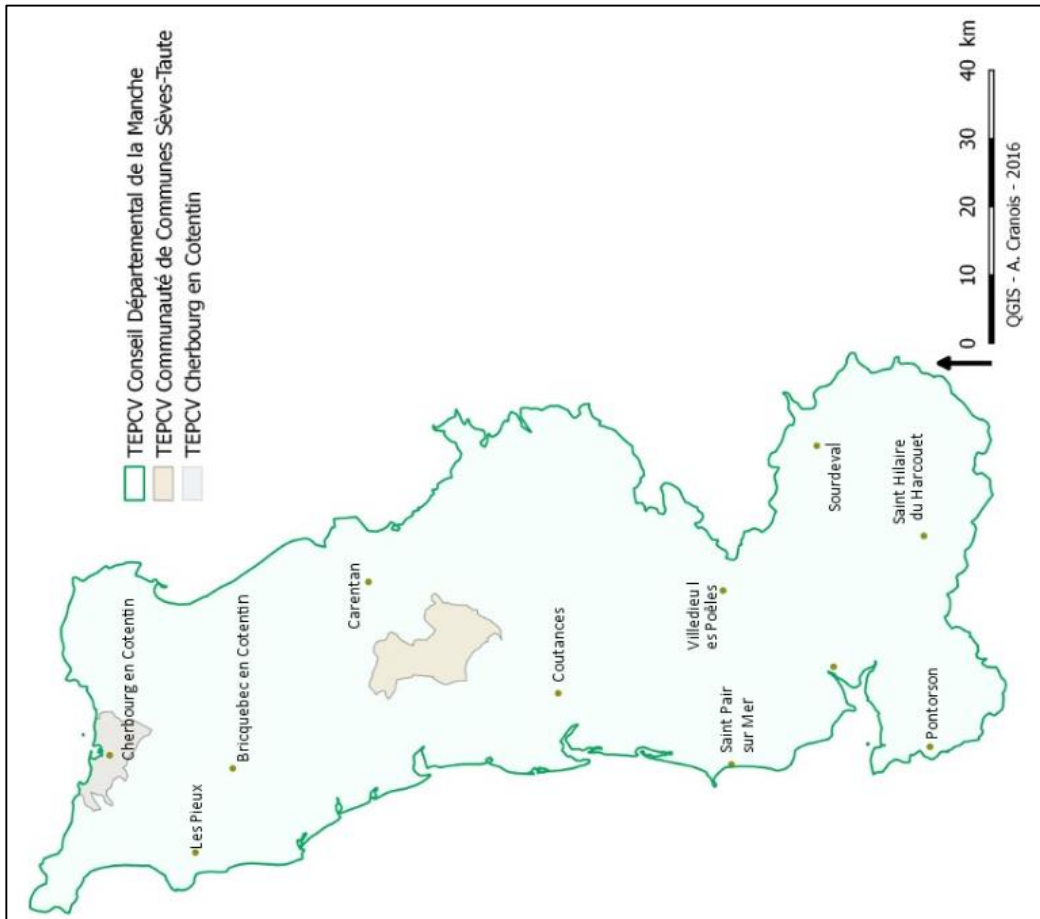 TEPCV Conseil Départemental de la Manche
TEPCV Communauté de Communes Sèves-Taute
TEPCV Cherbourg en Cotentin
Cherbourg en Cotentin
Les Pieux
Bricquebec en Cotentin
Carentan
Coutances
Villedieu l
es Poêles
Saint Pair
sur Mer
Sourdeval
Saint Hilaire
du Harcouet
Pontorson
0 10 20 30 40 km
QGIS - A. Cranois - 2016